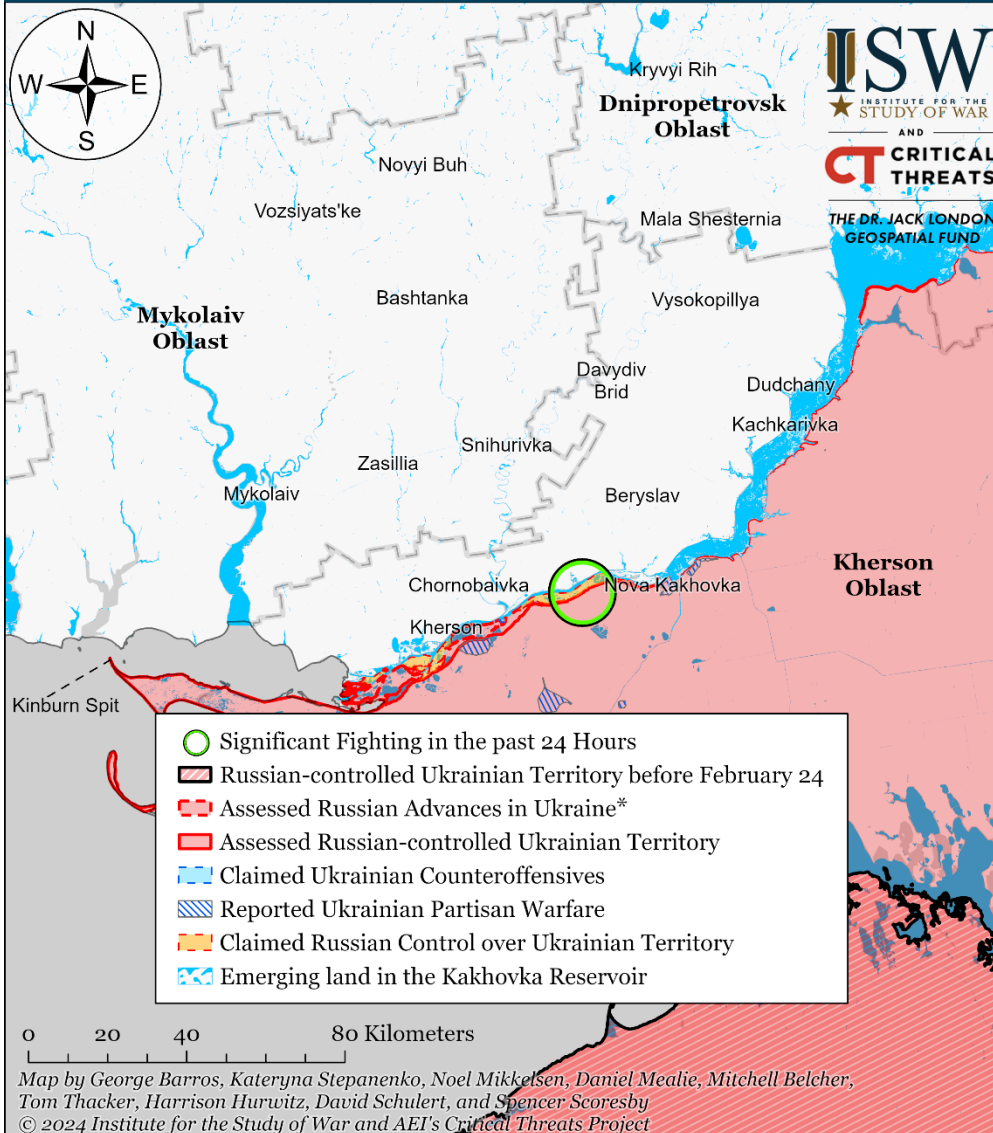 N
W
E
S
ISW
INSTITUTE FOR THE
STUDY OF WAR
AND
CT CRITICAL
THREATS
THE DR. JACK LONDON
GEOSPATIAL FUND
Kryvyi Rih
Dnipropetrovsk
Oblast
Novyi Buh
Vozsiyats'ke
Mala Shesternia
Bashtanka
Vysokopillya
Mykolaiv
Oblast
Davydiv
Brid
Dudchany
Kachkarivka
Snihurivka
Zasillia
Mykolaiv
Beryslav
Kherson
Oblast
Chornobaivka
Nova Kakhovka
Kherson
Kinburn Spit
Significant Fighting in the past 24 Hours
Russian-controlled Ukrainian Territory before February 24
Assessed Russian Advances in Ukraine*
Assessed Russian-controlled Ukrainian Territory
Claimed Ukrainian Counteroffensives
Reported Ukrainian Partisan Warfare
Claimed Russian Control over Ukrainian Territory
Emerging land in the Kakhovka Reservoir
0 20 40 80 Kilometers
Map by George Barros, Kateryna Stepanenko, Noel Mikkelsen, Daniel Mealie, Mitchell Belcher,
Tom Thacker, Harrison Hurwitz, David Schulert, and Spencer Scoresby
© 2024 Institute for the Study of War and AEI's Critical Threats Project